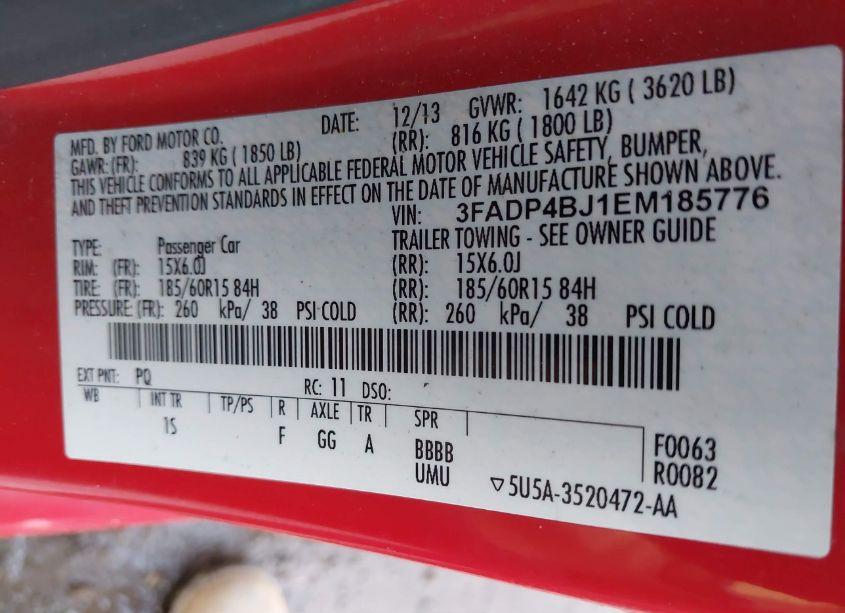 MFD. BY FORD MOTOR CO. DATE: 12/13 GVWR: 1642 KG ( 3620 LB)
GAWR: (FR): 839 KG ( 1850 LB) (RR): 816 KG ( 1800 LB)
THIS VEHICLE CONFORMS TO ALL APPLICABLE FEDERAL MOTOR VEHICLE SAFETY, BUMPER,
AND THEFT PREVENTION STANDARDS IN EFFECT ON THE DATE OF MANUFACTURE SHOWN ABOVE.
VIN: 3FADP4BJ1EM185776
TYPE: Passenger Car TRAILER TOWING - SEE OWNER GUIDE
RIM: (FR): 15X6.0J (RR): 15X6.0J
TIRE: (FR): 185/60R15 84H (RR): 185/60R15 84H
PRESSURE: (FR): 260 kPa/ 38 PSI COLD (RR): 260 kPa/ 38 PSI COLD
EXT PNT: PQ RC: 11 DSO:
WB INT TR TP/PS R AXLE TR SPR
1S F GG A BBBB F0063
UMU R0082
▽5U5A-3520472-AA